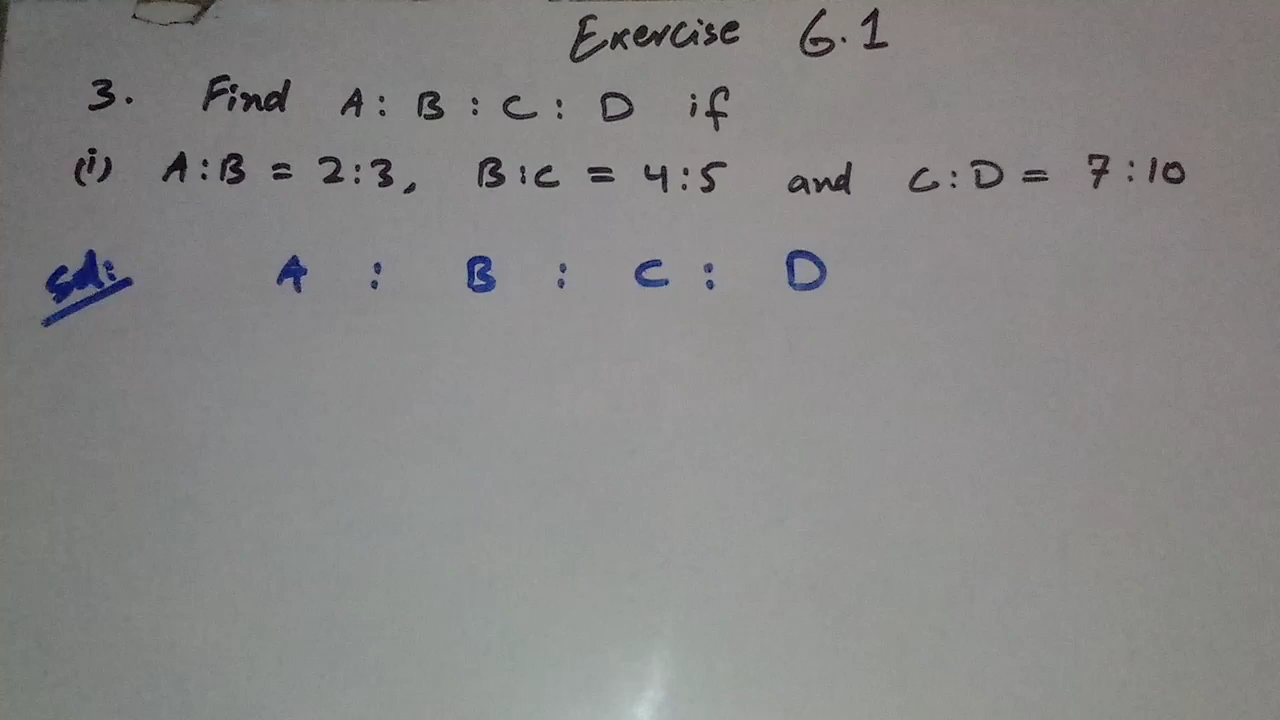 Exercise 6.1
3. Find A : B : C : D if
(i) A:B = 2:3, B:C = 4:5 and C:D = 7:10
Sol: A : B : C : D